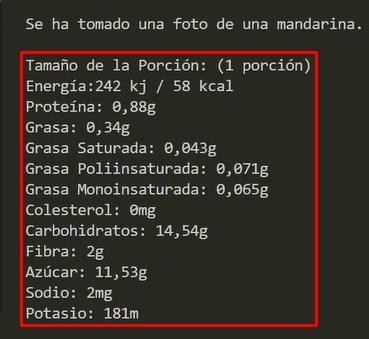 Se ha tomado una foto de una mandarina.
Tamaño de la Porción: (1 porción)
Energía:242 kj / 58 kcal
Proteína: 0,88g
Grasa: 0,34g
Grasa Saturada: 0,043g
Grasa Poliinsaturada: 0,071g
Grasa Monoinsaturada: 0,065g
Colesterol: 0mg
Carbohidratos: 14,54g
Fibra: 2g
Azúcar: 11,53g
Sodio: 2mg
Potasio: 181m